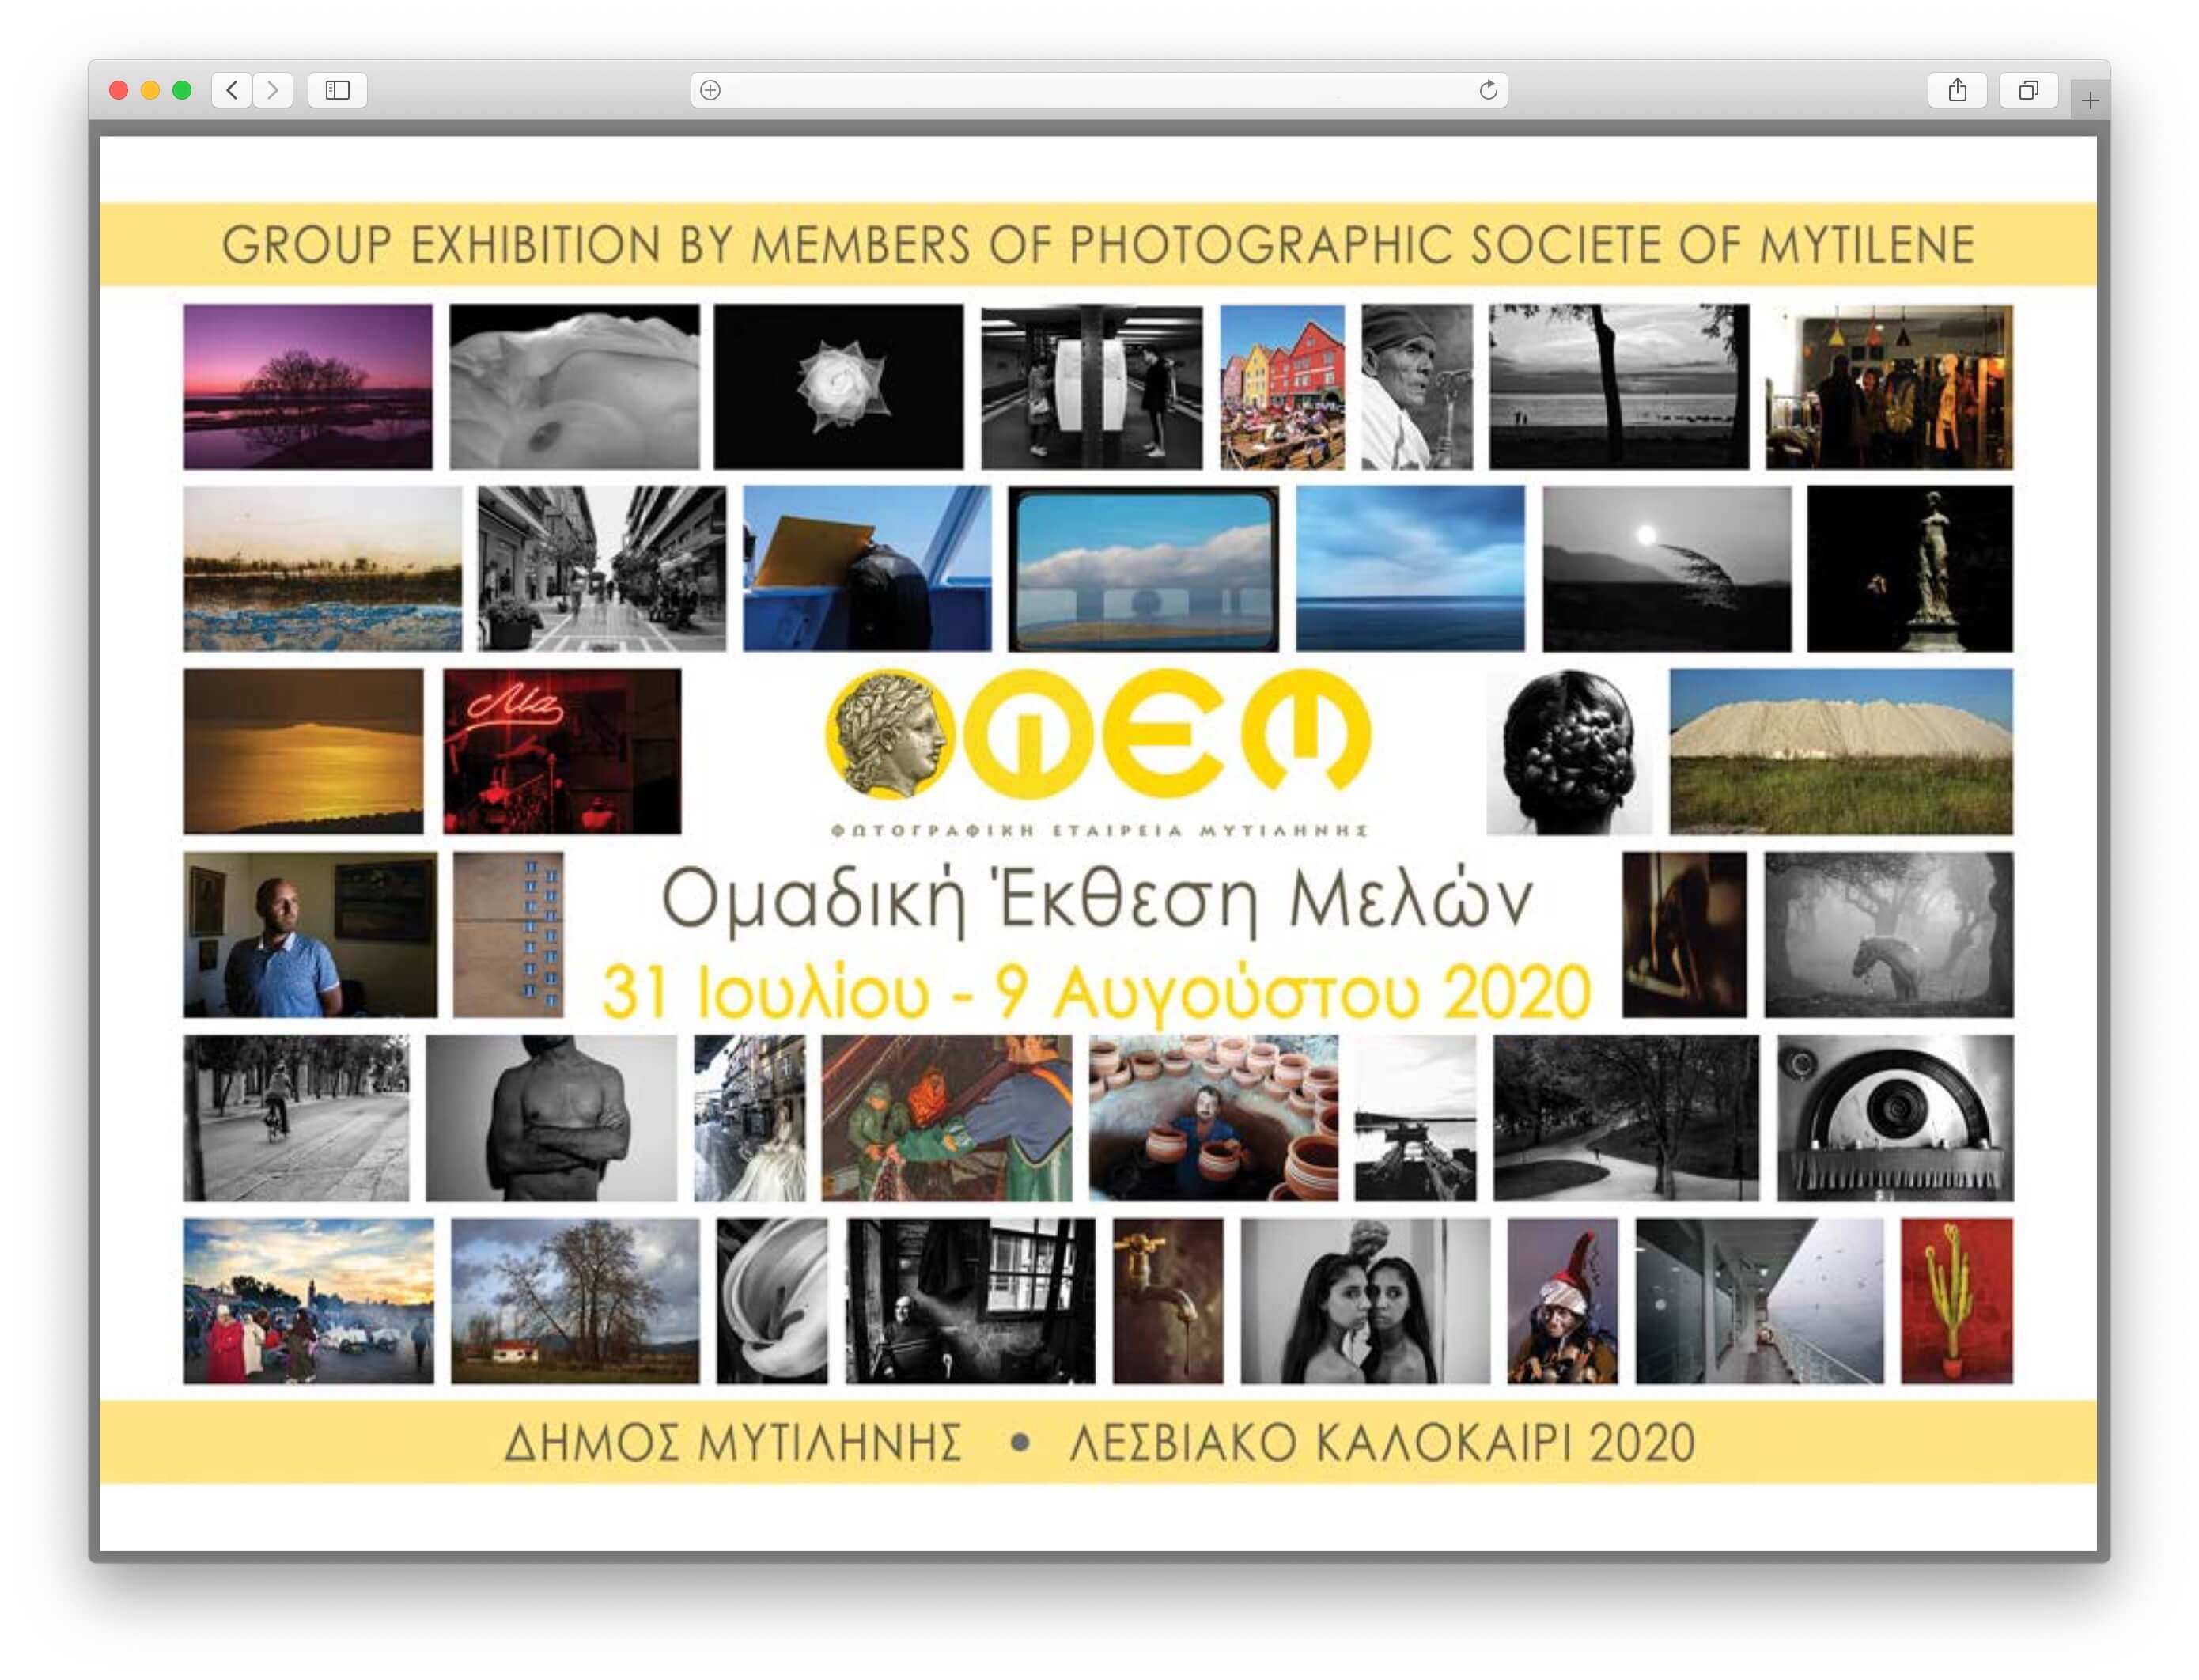 GROUP EXHIBITION BY MEMBERS OF PHOTOGRAPHIC SOCIETE OF MYTILENE
Λία
ΦΕΜ
ΦΩΤΟΓΡΑΦΙΚΗ ΕΤΑΙΡΕΙΑ ΜΥΤΙΛΗΝΗΣ
Ομαδική Έκθεση Μελών
31 Ιουλίου - 9 Αυγούστου 2020
ΔΗΜΟΣ ΜΥΤΙΛΗΝΗΣ • ΛΕΣΒΙΑΚΟ ΚΑΛΟΚΑΙΡΙ 2020